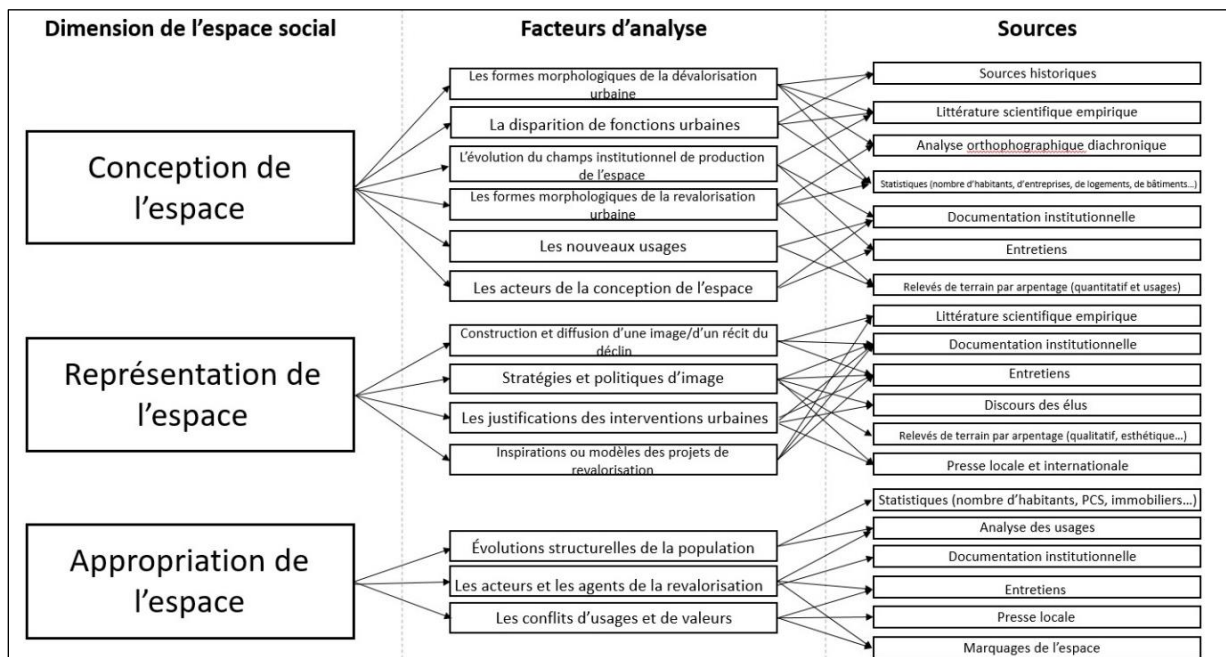 Dimension de l'espace social
Facteurs d'analyse
Sources
Conception de
l'espace
Les formes morphologiques de la dévalorisation
urbaine
La disparition de fonctions urbaines
L'évolution du champs institutionnel de production
de l'espace
Les formes morphologiques de la revalorisation
urbaine
Les nouveaux usages
Les acteurs de la conception de l'espace
Sources historiques
Littérature scientifique empirique
Analyse orthophographique diachronique
Statistiques (nombre d'habitants, d'entreprises, de logements, de bâtiments...)
Documentation institutionnelle
Entretiens
Relevés de terrain par arpentage (quantitatif et usages)
Représentation de
l'espace
Construction et diffusion d'une image/d'un récit du
déclin
Stratégies et politiques d'image
Les justifications des interventions urbaines
Inspirations ou modèles des projets de
revalorisation
Littérature scientifique empirique
Documentation institutionnelle
Entretiens
Discours des élus
Relevés de terrain par arpentage (qualitatif, esthétique...)
Presse locale et internationale
Appropriation de
l'espace
Évolutions structurelles de la population
Les acteurs et les agents de la revalorisation
Les conflits d'usages et de valeurs
Statistiques (nombre d'habitants, PCS, immobiliers...)
Analyse des usages
Documentation institutionnelle
Entretiens
Presse locale
Marquages de l'espace